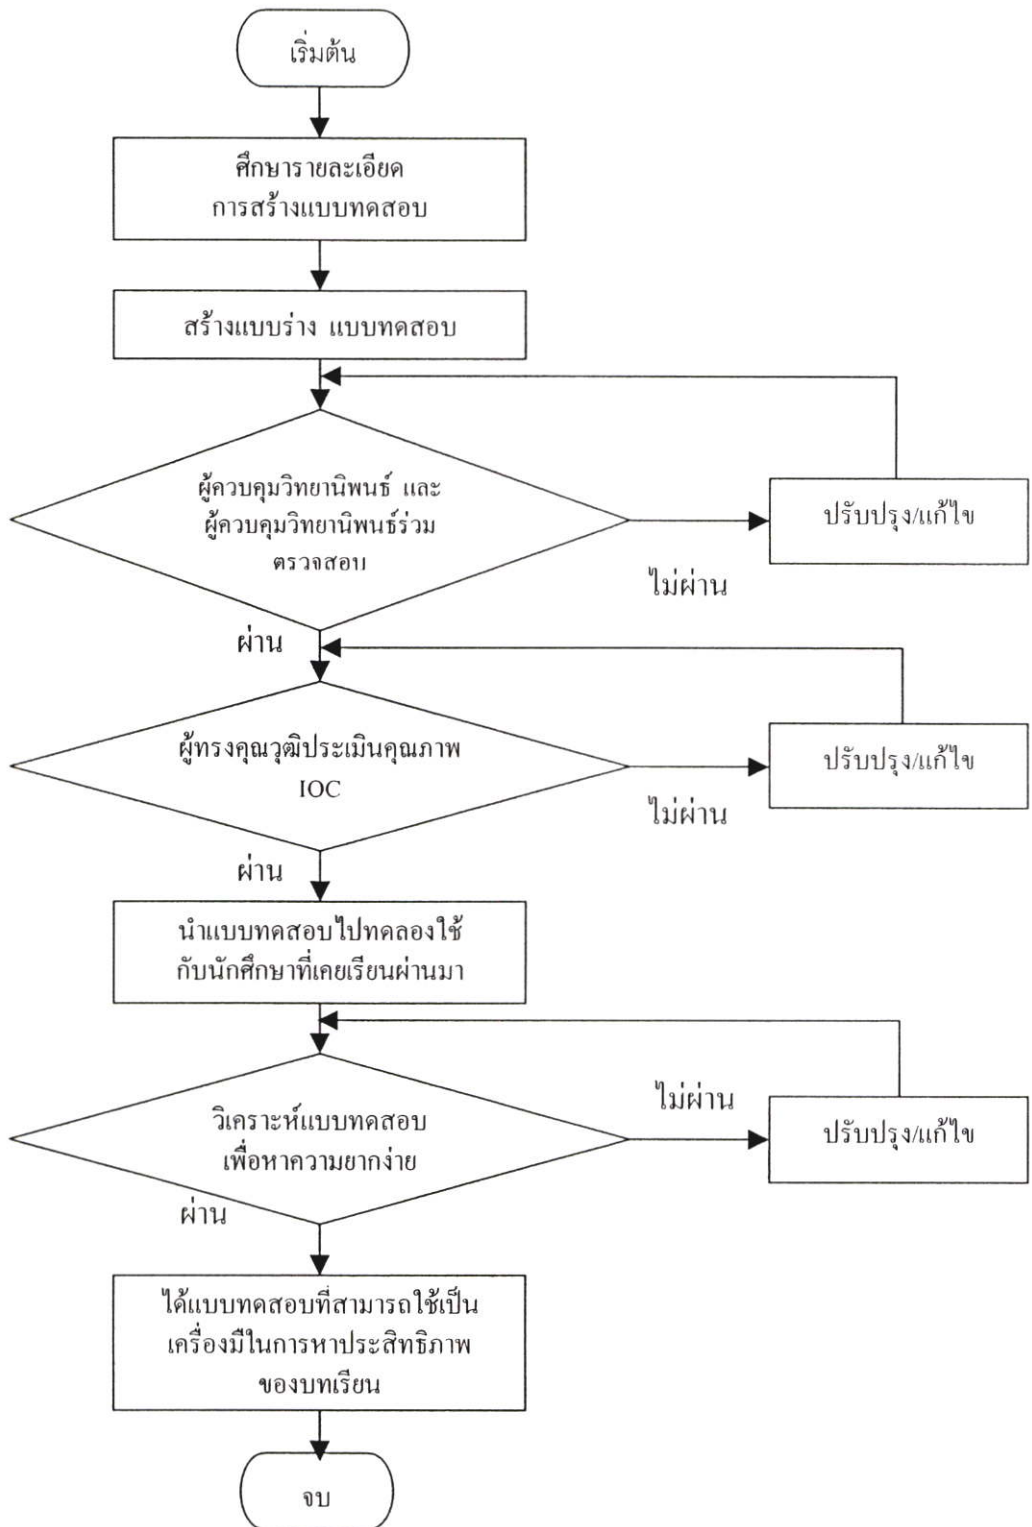 เริ่มต้น
ศึกษารายละเอียด
การสร้างแบบทดสอบ
สร้างแบบร่าง แบบทดสอบ
ผู้ควบคุมวิทยานิพนธ์ และ
ผู้ควบคุมวิทยานิพนธ์ร่วม
ตรวจสอบ
ปรับปรุง/แก้ไข
ไม่ผ่าน
ผ่าน
ผู้ทรงคุณวุฒิประเมินคุณภาพ
IOC
ปรับปรุง/แก้ไข
ไม่ผ่าน
ผ่าน
นำแบบทดสอบไปทดลองใช้
กับนักศึกษาที่เคยเรียนผ่านมา
วิเคราะห์แบบทดสอบ
เพื่อหาความยากง่าย
ไม่ผ่าน
ปรับปรุง/แก้ไข
ผ่าน
ได้แบบทดสอบที่สามารถใช้เป็น
เครื่องมืในการหาประสิทธิภาพ
ของบทเรียน
จบ